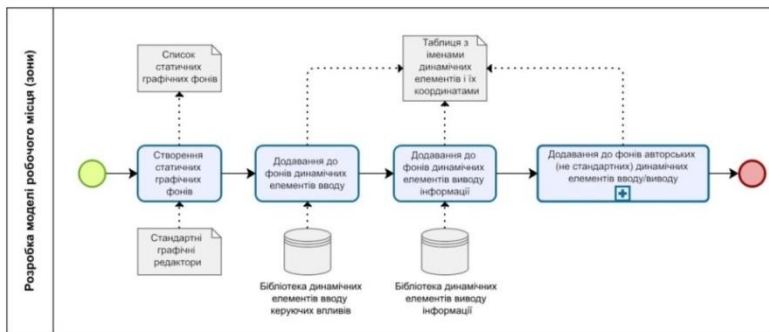 Розробка моделі робочого місця (зони)
Список
статичних
графічних фонів
Таблиця з
іменами
динамічних
елементів і їх
координатами
Створення
статичних
графічних
фонів
Додавання до
фонів динамічних
елементів вводу
Додавання до
фонів динамічних
елементів виводу
інформації
Додавання до фонів авторських
(не стандартних) динамічних
елементів вводу/виводу
Стандартні
графічні
редактори
Бібліотека динамічних
елементів вводу
керуючих впливів
Бібліотека динамічних
елементів виводу
інформації